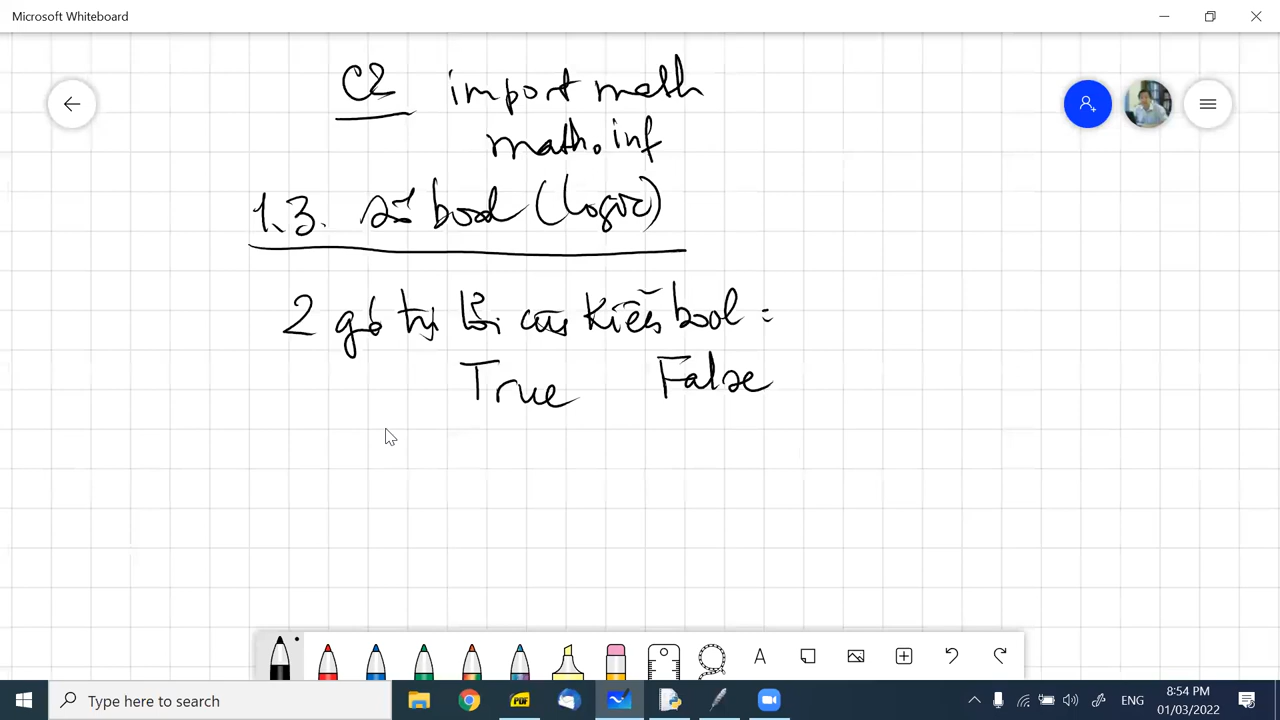 Microsoft Whiteboard
C2 import math
math.inf
1.3. số bool (logic)
2 giá trị của kiểu bool :
True False
Type here to search
PDF
ENG
8:54 PM
01/03/2022